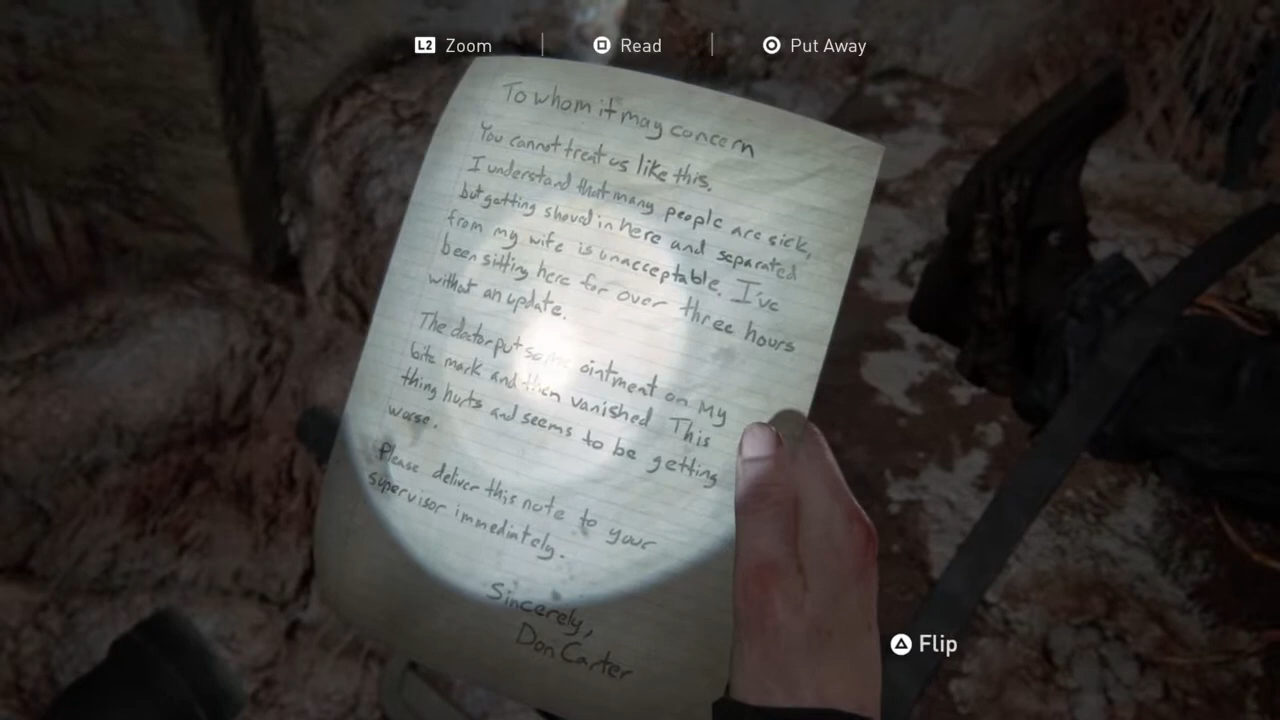 L2 Zoom | Read | Put Away
To whom it may concern
You cannot treat us like this.
I understand that many people are sick,
but getting shoved in here and separated
from my wife is unacceptable. I've
been sitting here for over three hours
without an update.
The doctor put some ointment on my
bite mark and then vanished This
thing hurts and seems to be getting
worse.
Please deliver this note to your
supervisor immediately.
Sincerely,
Don Carter
Flip